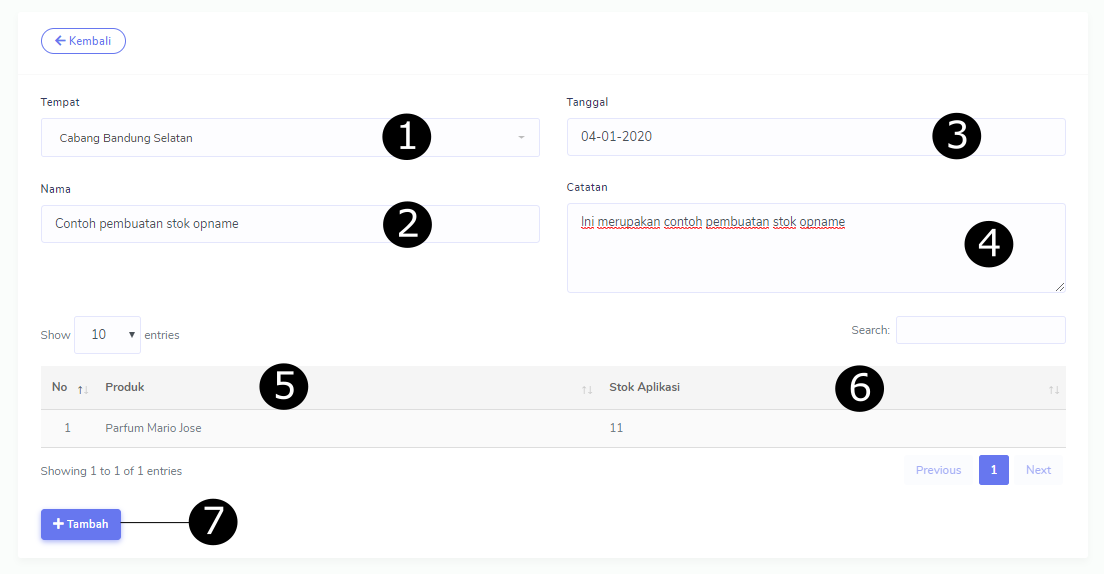 Kembali
Tempat
Cabang Bandung Selatan
1
Tanggal
04-01-2020
3
Nama
Contoh pembuatan stok opname
2
Catatan
Ini merupakan contoh pembuatan stok opname
4
Show 10 entries
Search:
No Produk 5 Stok Aplikasi 6
1 Parfum Mario Jose 11
Showing 1 to 1 of 1 entries
Previous 1 Next
+ Tambah 7